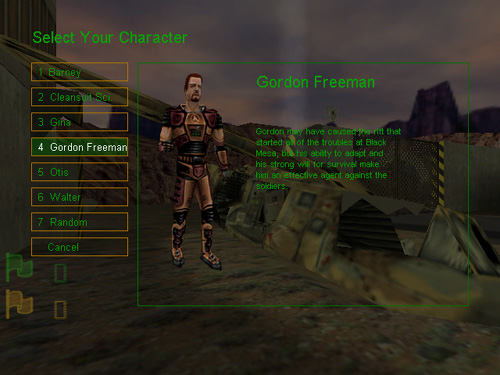 Select Your Character
1 Barney
2 Cleansuit Sci.
3 Gina
4 Gordon Freeman
5 Otis
6 Walter
7 Random
Cancel
Gordon Freeman
Gordon may have caused the rift that
started all of the troubles at Black
Mesa, but his ability to adapt and
his strong will for survival make
him an effective agent against the
soldiers.